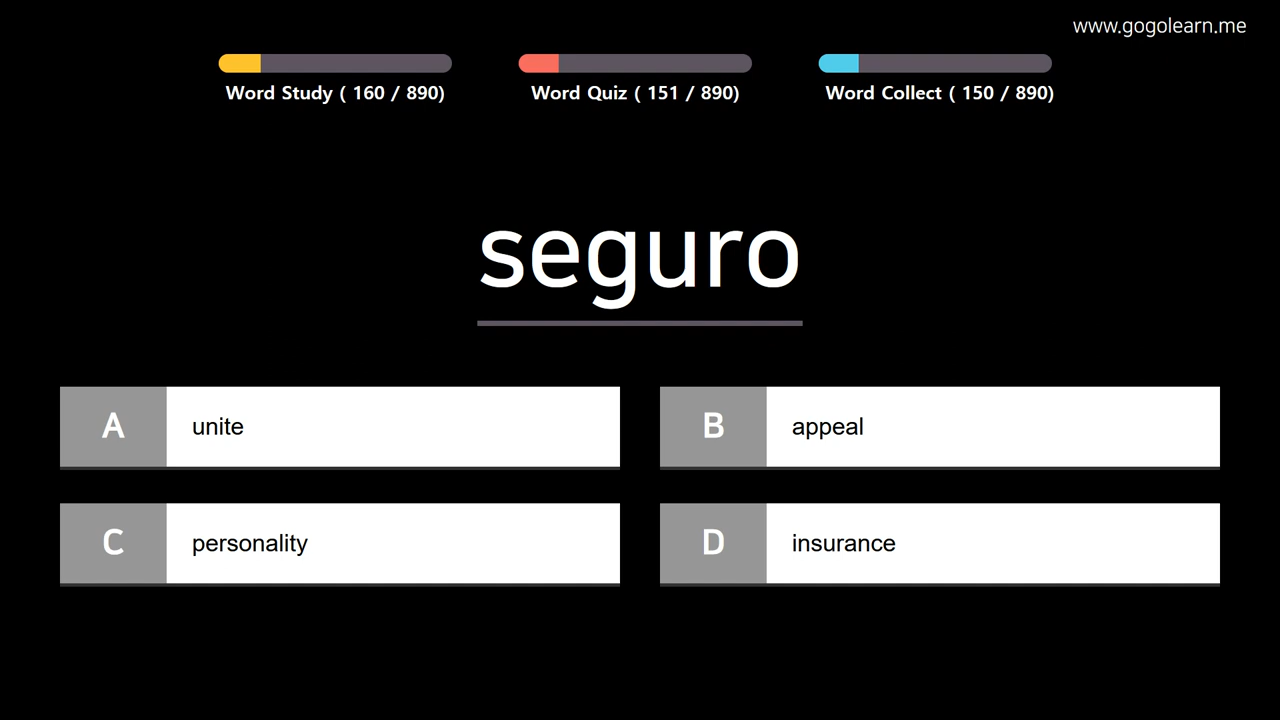 www.gogolearn.me
Word Study ( 160 / 890)
Word Quiz ( 151 / 890)
Word Collect ( 150 / 890)
seguro
A unite
B appeal
C personality
D insurance